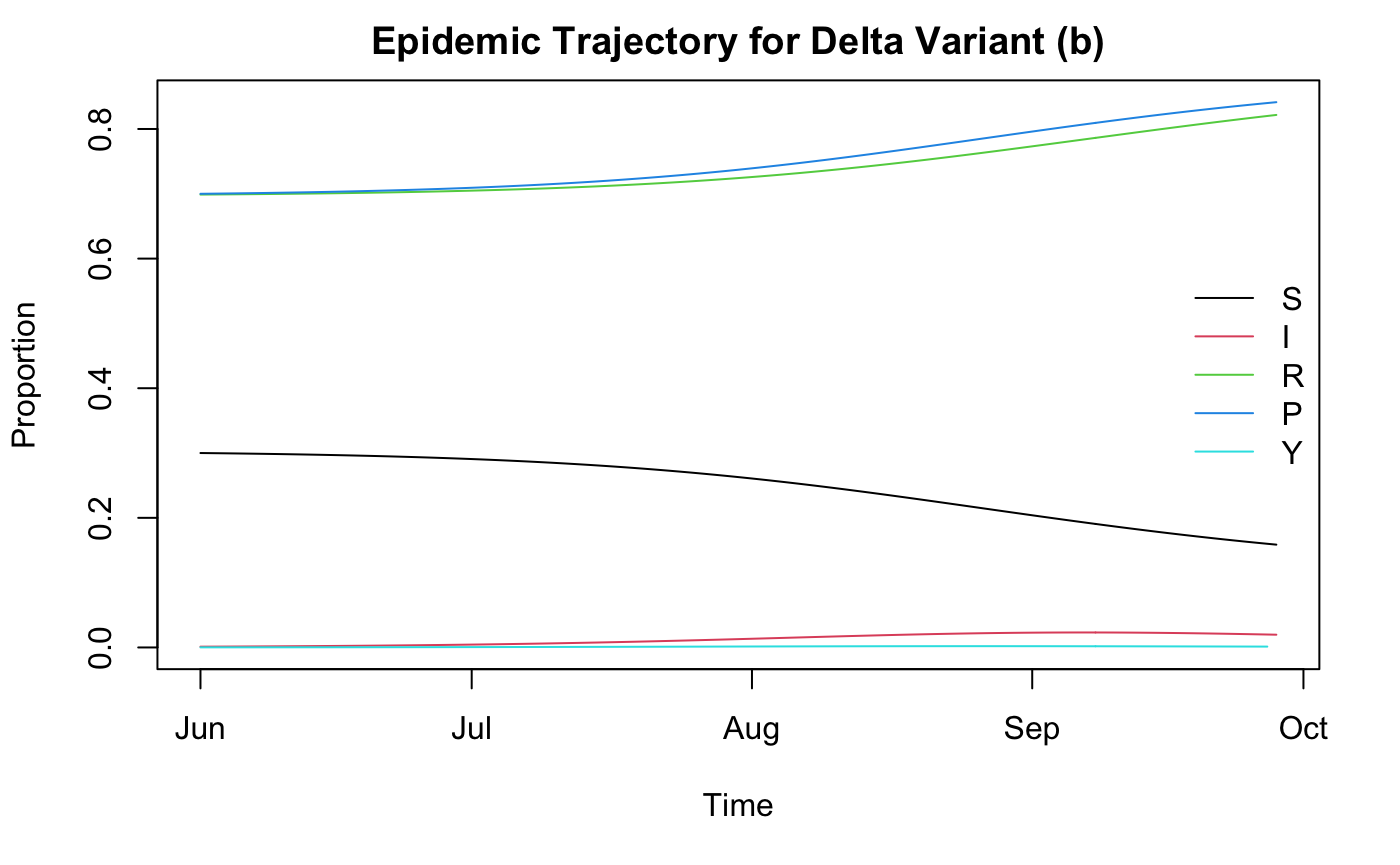 Epidemic Trajectory for Delta Variant (b)
Proportion
0.8
0.6
0.4
0.2
0.0
S
I
R
P
Y
Jun Jul Aug Sep Oct
Time